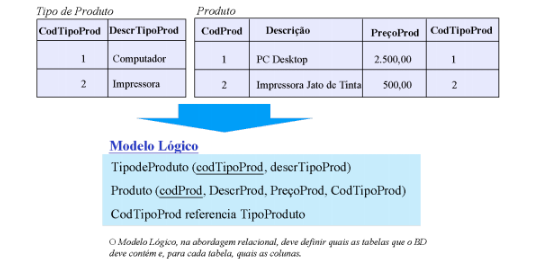 Tipo de Produto Produto
CodTipoProd DescrTipoProd CodProd Descrição PreçoProd CodTipoProd
1 Computador 1 PC Desktop 2.500,00 1
2 Impressora 2 Impressora Jato de Tinta 500,00 2
Modelo Lógico
TipodeProduto (codTipoProd, descrTipoProd)
Produto (codProd, DescrProd, PreçoProd, CodTipoProd)
CodTipoProd referencia TipoProduto
O Modelo Lógico, na abordagem relacional, deve definir quais as tabelas que o BD
deve contém e, para cada tabela, quais as colunas.